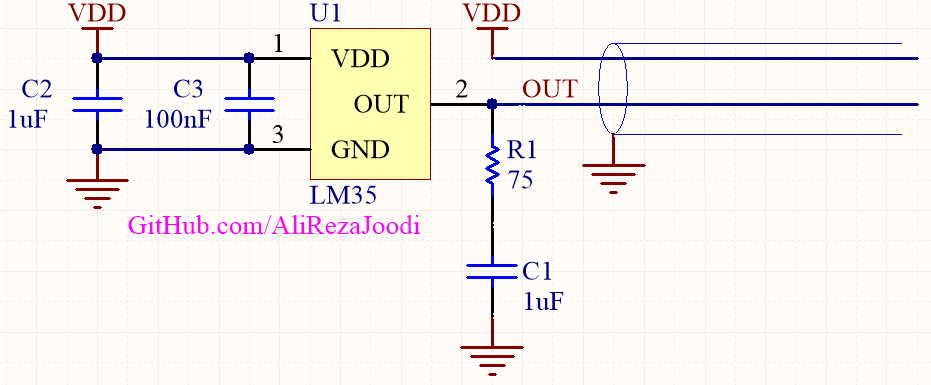 VDD
U1
VDD
1
VDD
C2
1uF
C3
100nF
OUT
2
OUT
3
GND
R1
75
LM35
GitHub.com/AliRezaJoodi
C1
1uF